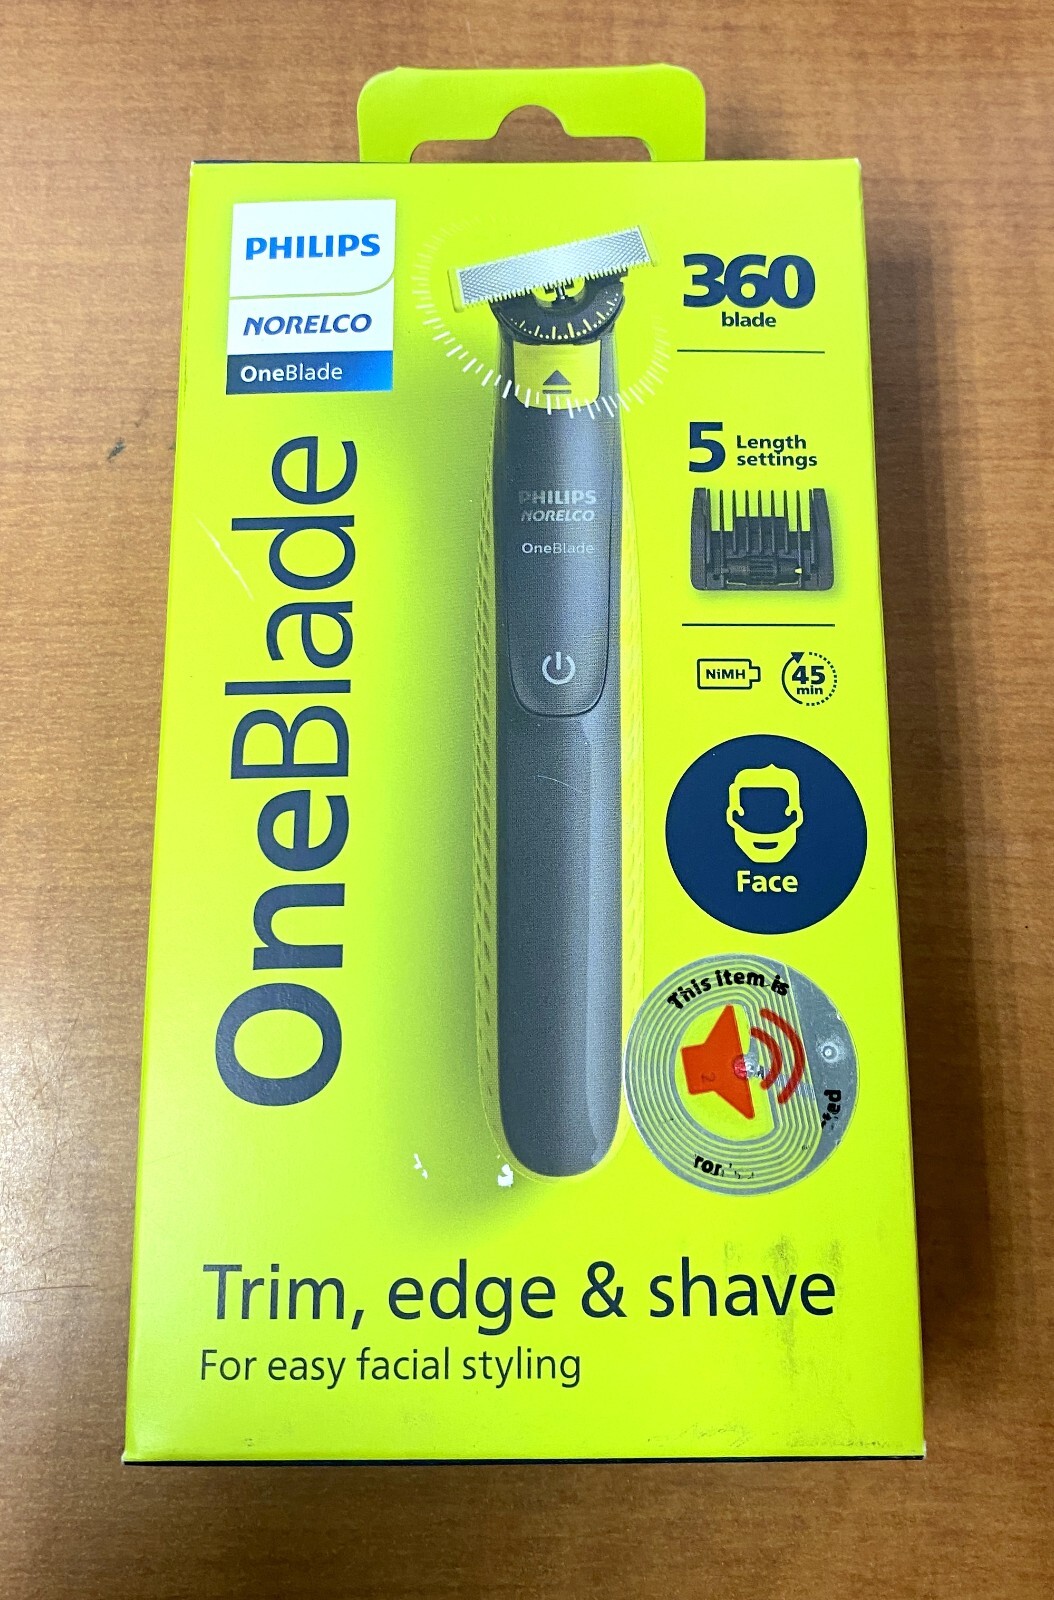 PHILIPS
NORELCO
OneBlade
OneBlade
PHILIPS
NORELCO
OneBlade
360
blade
5 Length
settings
NiMH
45
min
Face
This item is
Trim, edge & shave
For easy facial styling